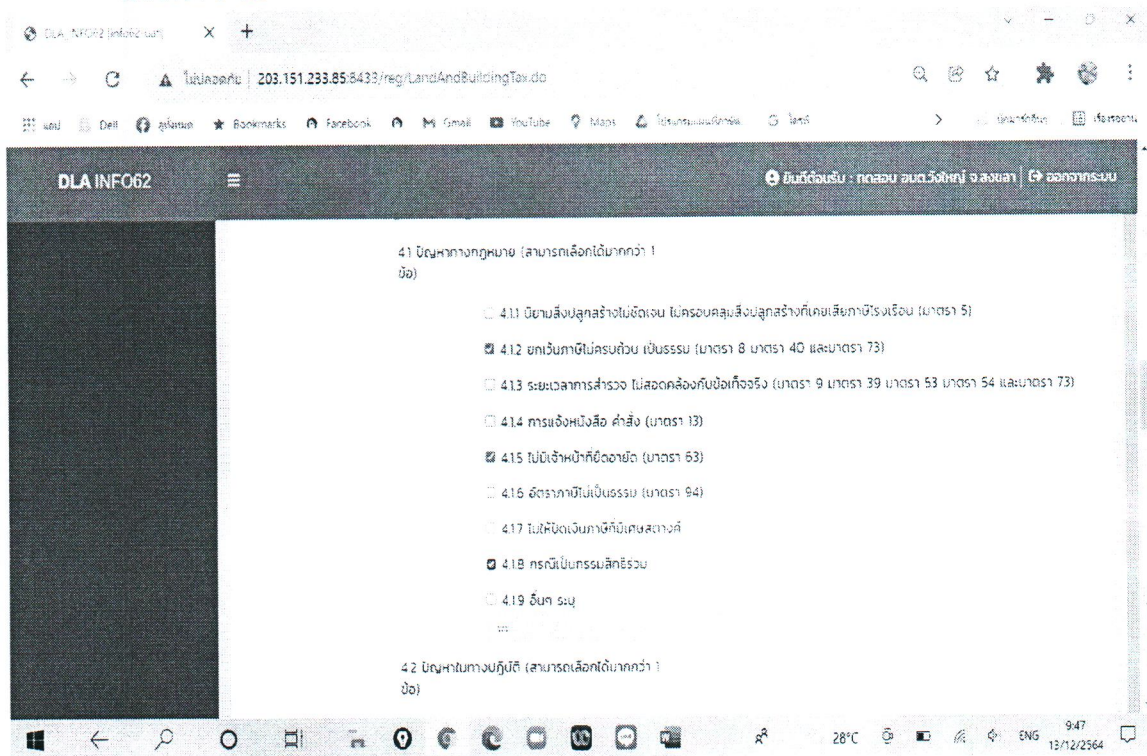 DLA_INFO62 (info62-uat)
ไม่ปลอดภัย 203.151.233.85:8433/reg/LandAndBuildingTax.do
แอป Dell Bookmarks Facebook Gmail YouTube Maps
DLA INFO62 ยินดีต้อนรับ : ทดสอบ อบต.วังใหญ่ จ.สงขลา ออกจากระบบ
4.1 ปัญหาทางกฎหมาย (สามารถเลือกได้มากกว่า 1
ข้อ)
4.1.1 นิยามสิ่งปลูกสร้างไม่ชัดเจน ไม่ครอบคลุมสิ่งปลูกสร้างที่เคยเสียภาษีโรงเรือน (มาตรา 5)
4.1.2 ยกเว้นภาษีไม่ครบถ้วน เป็นธรรม (มาตรา 8 มาตรา 40 และมาตรา 73)
4.1.3 ระยะเวลาการสำรวจ ไม่สอดคล้องกับข้อเท็จจริง (มาตรา 9 มาตรา 39 มาตรา 53 มาตรา 54 และมาตรา 73)
4.1.4 การแจ้งหนังสือ คำสั่ง (มาตรา 13)
4.1.5 ไม่มีเจ้าหน้าที่ยึดอายัด (มาตรา 63)
4.1.6 อัตราภาษีไม่เป็นธรรม (มาตรา 94)
4.1.7 ไม่ให้ปัดเงินภาษีที่มีเศษสตางค์
4.1.8 กรณีเป็นกรรมสิทธิ์ร่วม
4.1.9 อื่นๆ ระบุ
4.2 ปัญหาในทางปฏิบัติ (สามารถเลือกได้มากกว่า 1
ข้อ)
28°C ENG 9:47
13/12/2564